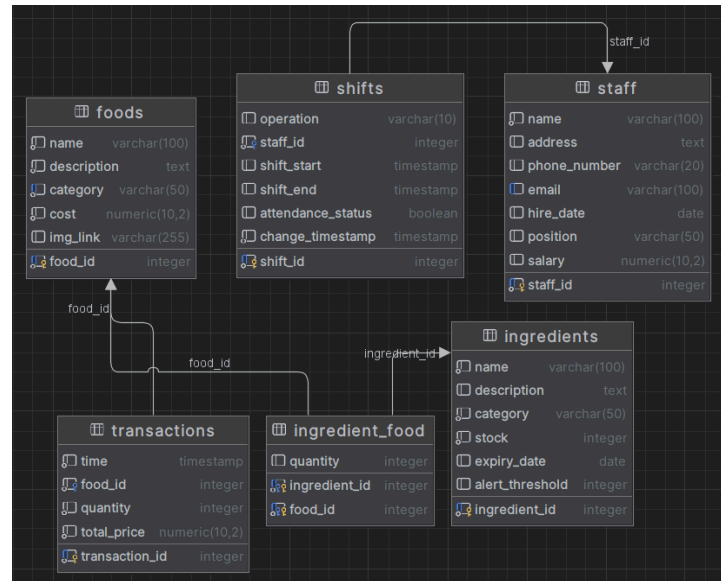 staff_id
foods
name varchar(100)
description text
category varchar(50)
cost numeric(10,2)
img_link varchar(255)
food_id integer
shifts
operation varchar(10)
staff_id integer
shift_start timestamp
shift_end timestamp
attendance_status boolean
change_timestamp timestamp
shift_id integer
staff
name varchar(100)
address text
phone_number varchar(20)
email varchar(100)
hire_date date
position varchar(50)
salary numeric(10,2)
staff_id integer
food_id
food_id
ingredient_id
transactions
time timestamp
food_id integer
quantity integer
total_price numeric(10,2)
transaction_id integer
ingredient_food
quantity integer
ingredient_id integer
food_id integer
ingredients
name varchar(100)
description text
category varchar(50)
stock integer
expiry_date date
alert_threshold integer
ingredient_id integer